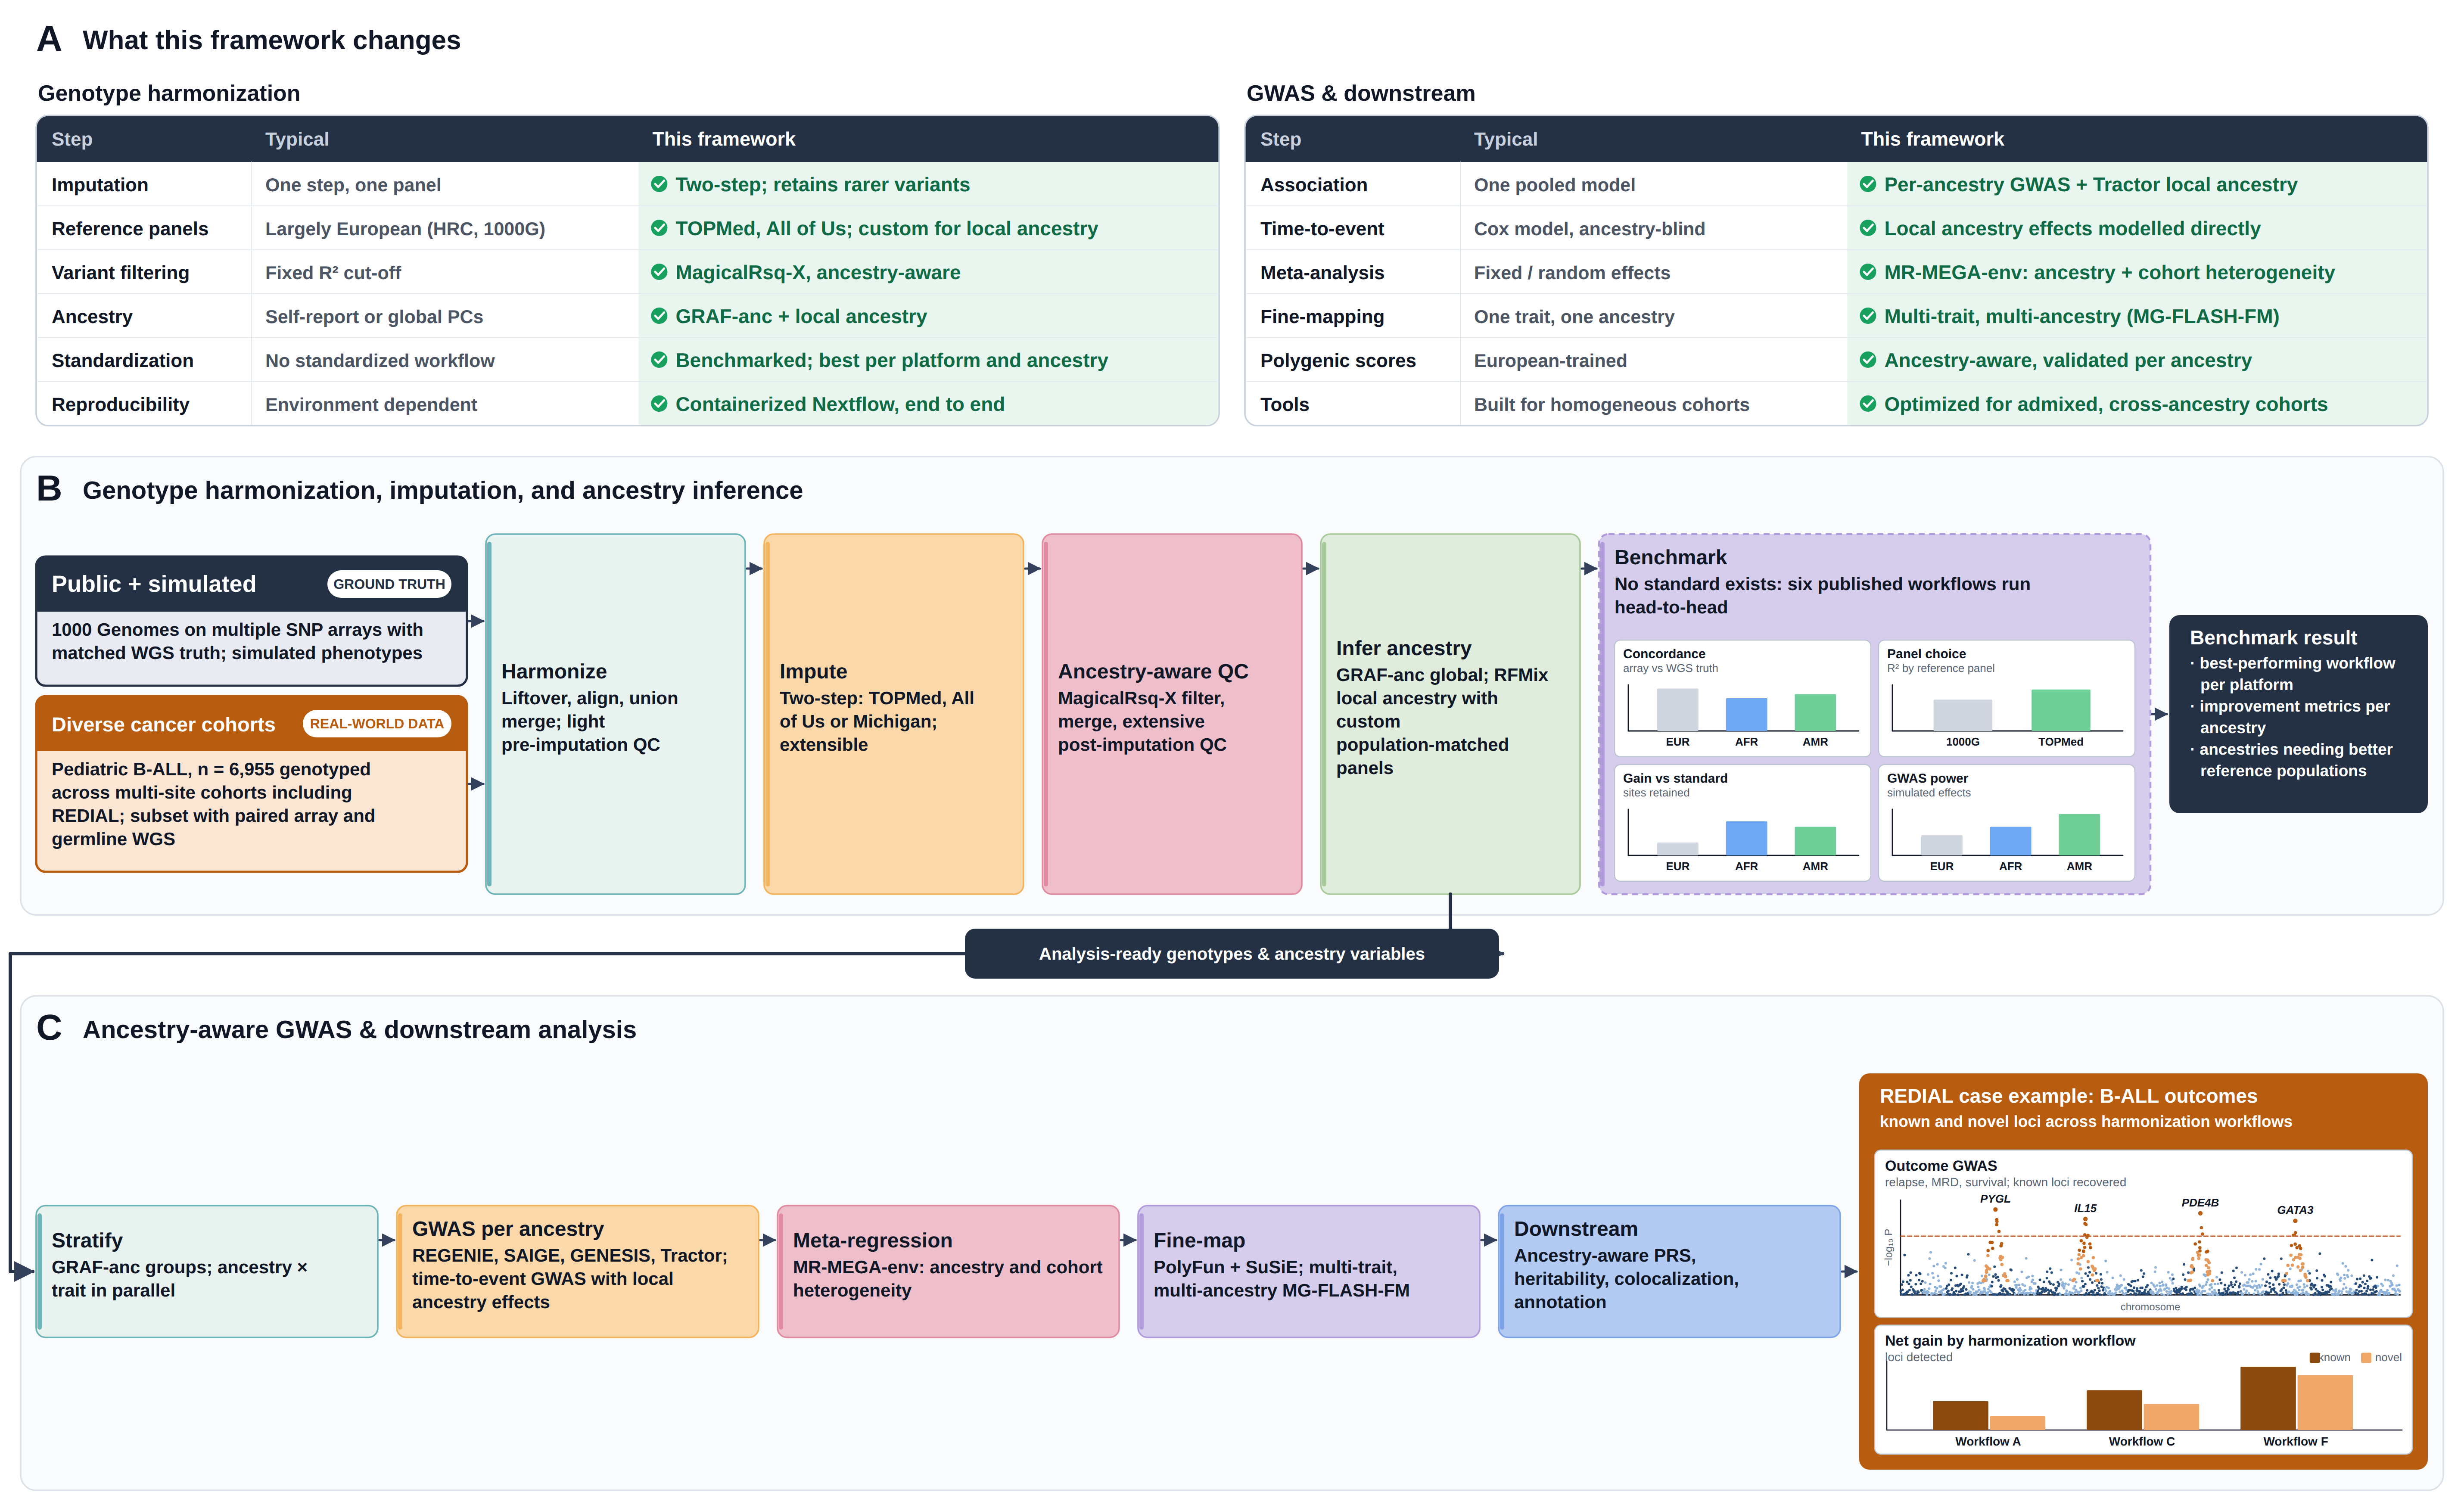 A What this framework changes
Genotype harmonization
Step Typical This framework
Imputation One step, one panel Two-step; retains rarer variants
Reference panels Largely European (HRC, 1000G) TOPMed, All of Us; custom for local ancestry
Variant filtering Fixed R² cut-off MagicalRsq-X, ancestry-aware
Ancestry Self-report or global PCs GRAF-anc + local ancestry
Standardization No standardized workflow Benchmarked; best per platform and ancestry
Reproducibility Environment dependent Containerized Nextflow, end to end
GWAS & downstream
Step Typical This framework
Association One pooled model Per-ancestry GWAS + Tractor local ancestry
Time-to-event Cox model, ancestry-blind Local ancestry effects modelled directly
Meta-analysis Fixed / random effects MR-MEGA-env: ancestry + cohort heterogeneity
Fine-mapping One trait, one ancestry Multi-trait, multi-ancestry (MG-FLASH-FM)
Polygenic scores European-trained Ancestry-aware, validated per ancestry
Tools Built for homogeneous cohorts Optimized for admixed, cross-ancestry cohorts
B Genotype harmonization, imputation, and ancestry inference
Public + simulated GROUND TRUTH
1000 Genomes on multiple SNP arrays with
matched WGS truth; simulated phenotypes
Diverse cancer cohorts REAL-WORLD DATA
Pediatric B-ALL, n = 6,955 genotyped
across multi-site cohorts including
REDIAL; subset with paired array and
germline WGS
Harmonize
Liftover, align, union
merge; light
pre-imputation QC
Impute
Two-step: TOPMed, All
of Us or Michigan;
extensible
Ancestry-aware QC
MagicalRsq-X filter,
merge, extensive
post-imputation QC
Infer ancestry
GRAF-anc global; RFMix
local ancestry with
custom
population-matched
panels
Benchmark
No standard exists: six published workflows run
head-to-head
Concordance
array vs WGS truth
EUR AFR AMR
Panel choice
R² by reference panel
1000G TOPMed
Gain vs standard
sites retained
EUR AFR AMR
GWAS power
simulated effects
EUR AFR AMR
Benchmark result
· best-performing workflow
per platform
· improvement metrics per
ancestry
· ancestries needing better
reference populations
Analysis-ready genotypes & ancestry variables
C Ancestry-aware GWAS & downstream analysis
Stratify
GRAF-anc groups; ancestry ×
trait in parallel
GWAS per ancestry
REGENIE, SAIGE, GENESIS, Tractor;
time-to-event GWAS with local
ancestry effects
Meta-regression
MR-MEGA-env: ancestry and cohort
heterogeneity
Fine-map
PolyFun + SuSiE; multi-trait,
multi-ancestry MG-FLASH-FM
Downstream
Ancestry-aware PRS,
heritability, colocalization,
annotation
REDIAL case example: B-ALL outcomes
known and novel loci across harmonization workflows
Outcome GWAS
relapse, MRD, survival; known loci recovered
PYGL IL15 PDE4B GATA3
−log₁₀ P
chromosome
Net gain by harmonization workflow
loci detected known novel
Workflow A Workflow C Workflow F